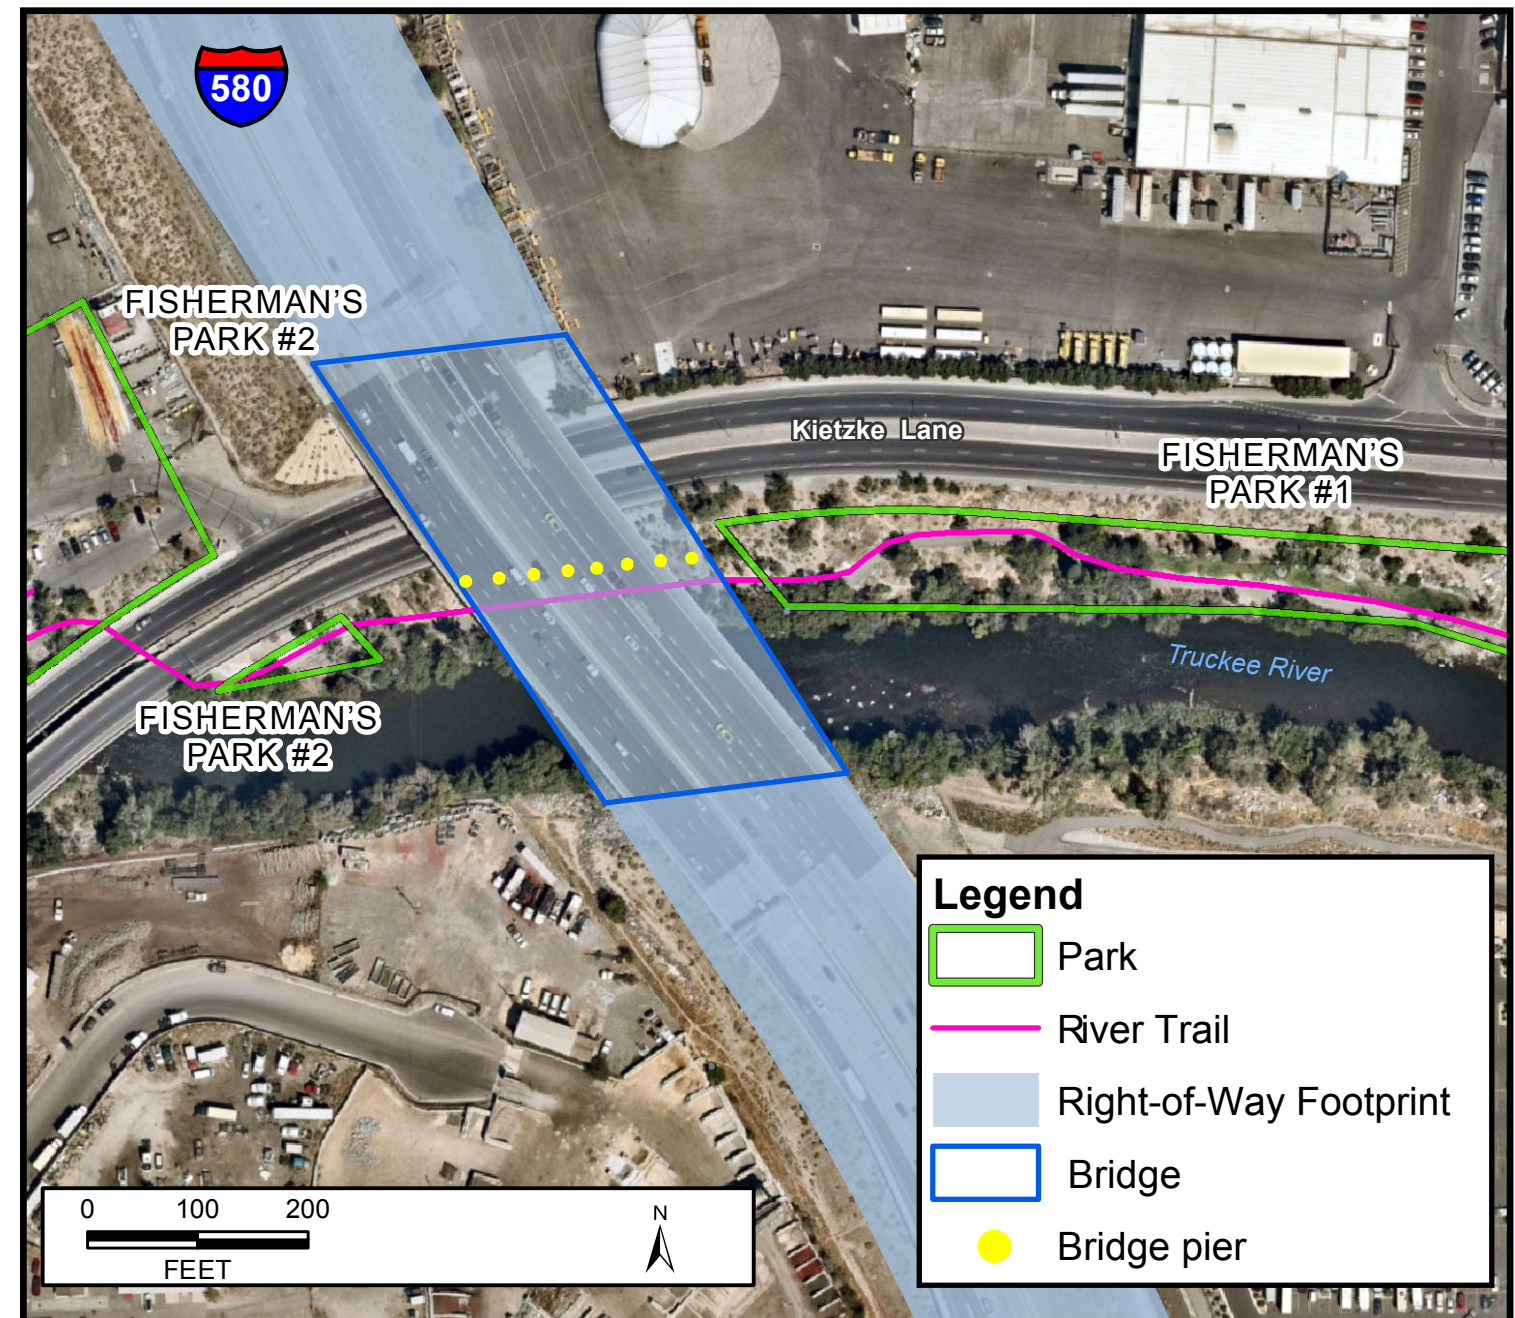 580
FISHERMAN'S
PARK #2
Kietzke Lane
FISHERMAN'S
PARK #1
Truckee River
FISHERMAN'S
PARK #2
Legend
Park
River Trail
Right-of-Way Footprint
Bridge
Bridge pier
0 100 200
FEET
N